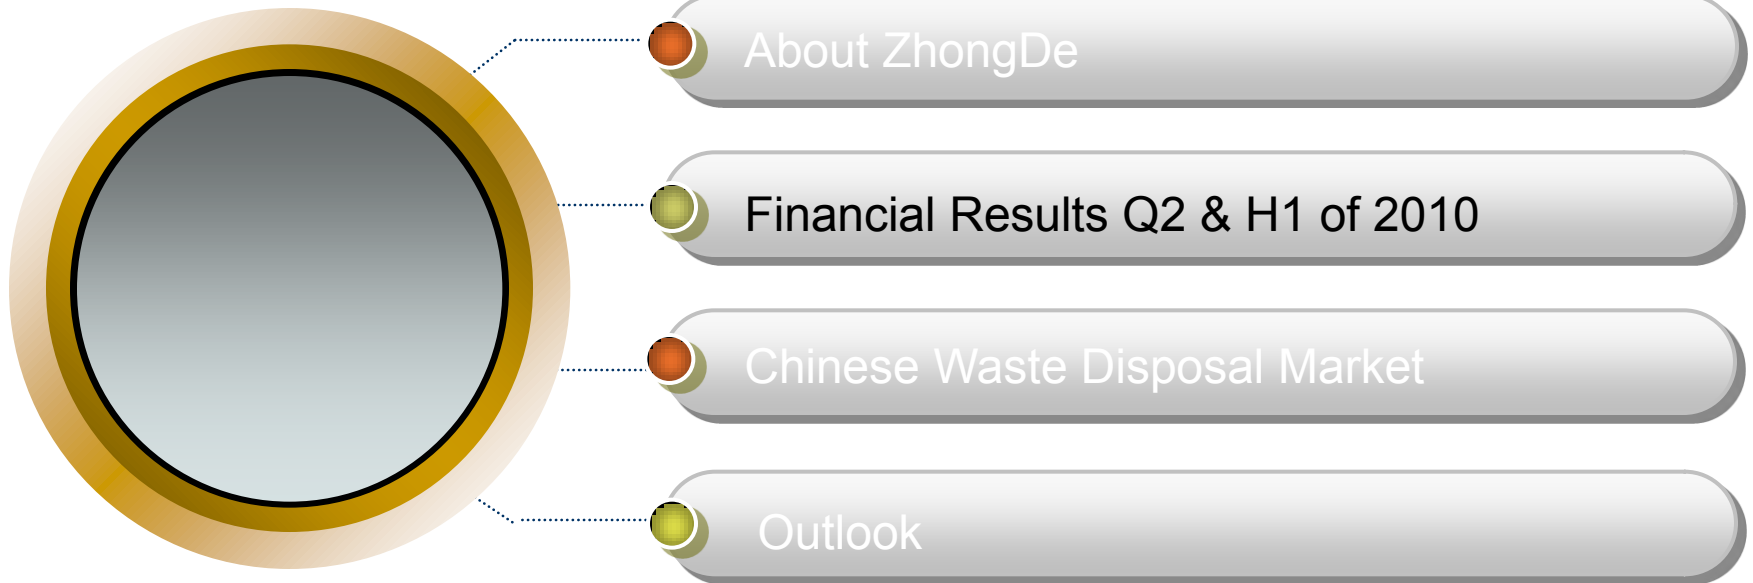 About ZhongDe
Financial Results Q2 & H1 of 2010
Chinese Waste Disposal Market
Outlook